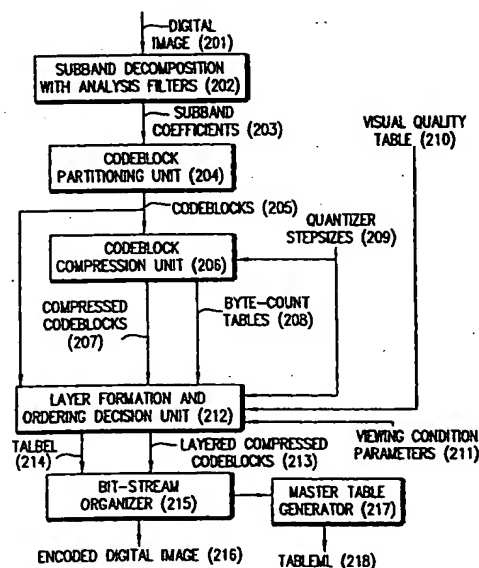 DIGITAL
IMAGE (201)
SUBBAND DECOMPOSITION
WITH ANALYSIS FILTERS (202)
SUBBAND
COEFFICIENTS (203)
VISUAL QUALITY
TABLE (210)
CODEBLOCK
PARTITIONING UNIT (204)
CODEBLOCKS (205)
QUANTIZER
STEPSIZES (209)
CODEBLOCK
COMPRESSION UNIT (206)
COMPRESSED
CODEBLOCKS
(207)
BYTE-COUNT
TABLES (208)
LAYER FORMATION AND
ORDERING DECISION UNIT (212)
TALBEL
(214)
LAYERED COMPRESSED
CODEBLOCKS (213)
VIEWING CONDITION
PARAMETERS (211)
BIT-STREAM
ORGANIZER (215)
MASTER TABLE
GENERATOR (217)
ENCODED DIGITAL IMAGE (216)
TABLEML (218)